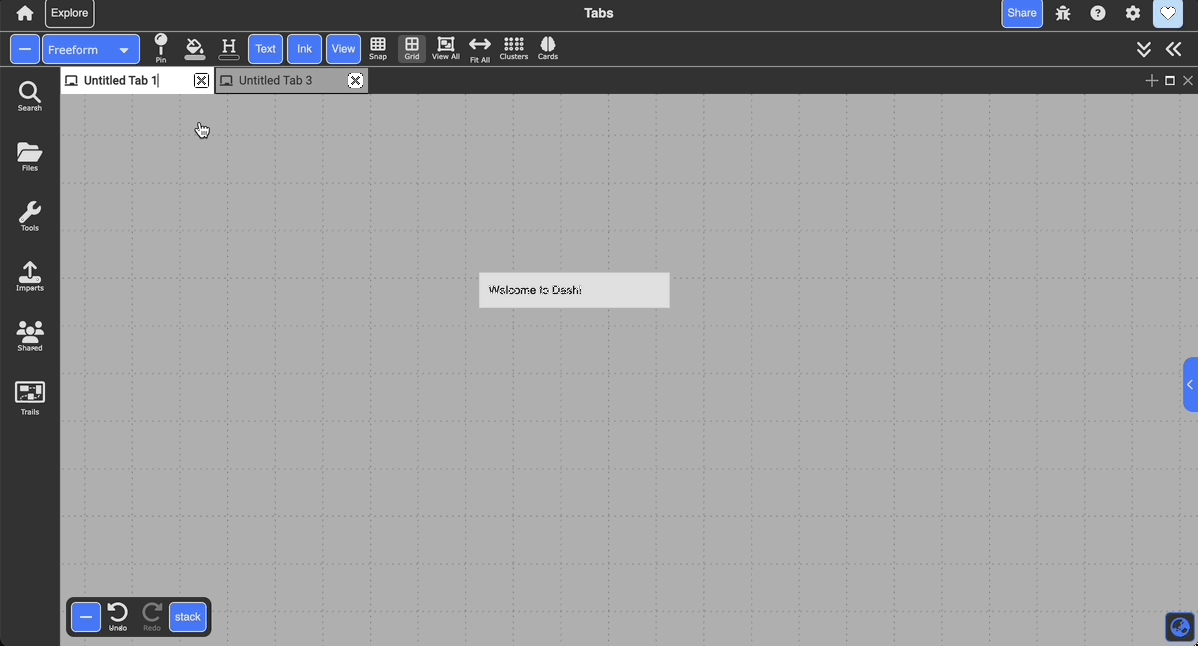 Explore
Tabs
Share
Freeform
Pin
H
Text
Ink
View
Snap
Grid
View All
Fit All
Clusters
Cards
Untitled Tab 1
Untitled Tab 3
Search
Files
Tools
Imports
Shared
Trails
Welcome to Dash!
Undo
Redo
stack